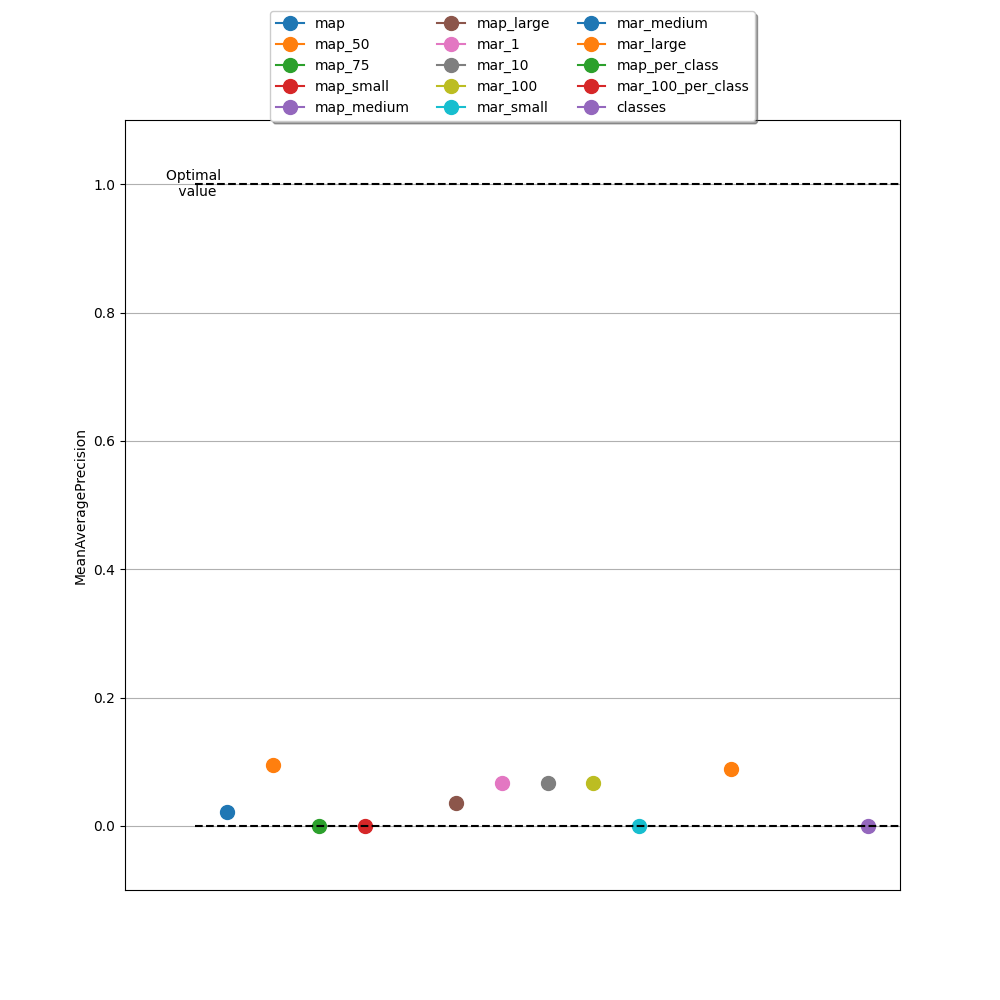 map
map_50
map_75
map_small
map_medium
map_large
mar_1
mar_10
mar_100
mar_small
mar_medium
mar_large
map_per_class
mar_100_per_class
classes
Optimal
value
1.0
0.8
0.6
0.4
0.2
0.0
MeanAveragePrecision